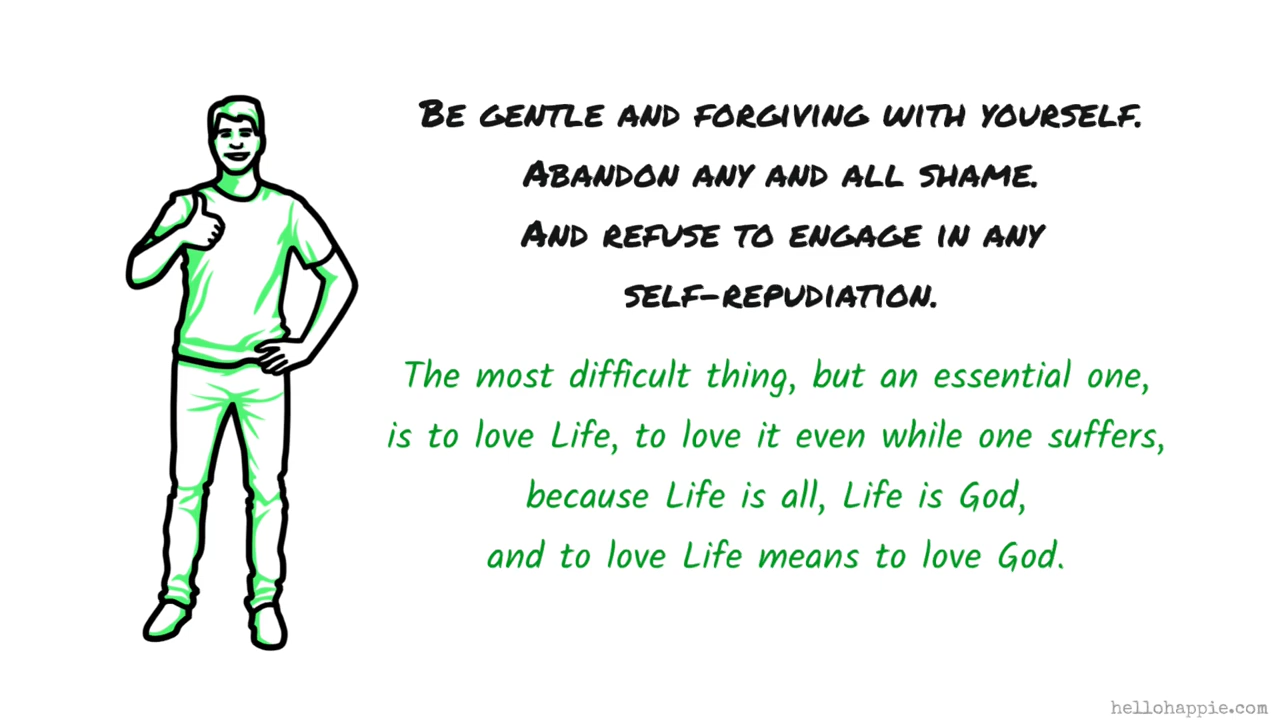 Be gentle and forgiving with yourself.
Abandon any and all shame.
And refuse to engage in any
self-repudiation.
The most difficult thing, but an essential one,
is to love Life, to love it even while one suffers,
because Life is all, Life is God,
and to love Life means to love God.
hellohappie.com